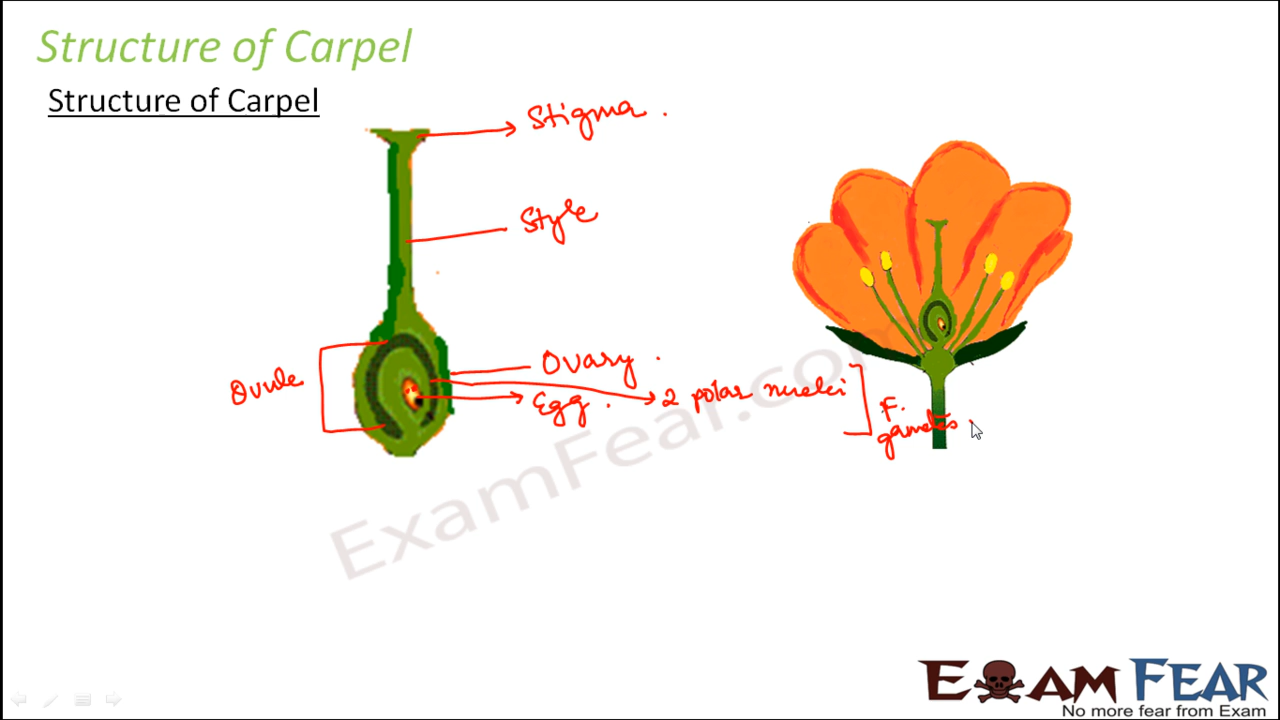 Structure of Carpel
Structure of Carpel
Stigma.
Style
Ovary.
Ovule
Egg.
2 polar nuclei
F.
gametes
ExamFear.com
EXAM FEAR
No more fear from Exam